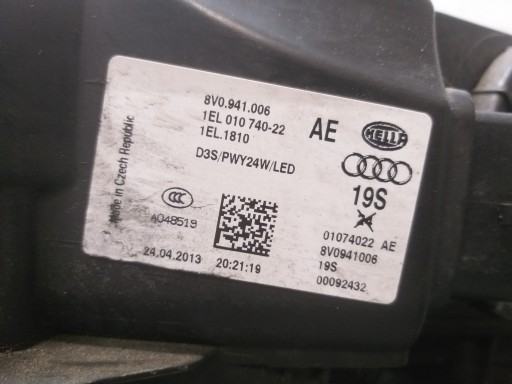 8V0.941.006
1EL 010 740-22
1EL.1810
AE
HELLA
D3S/PWY24W/LED
19S
Made in Czech Republic
CCC
A048519
01074022 AE
8V0941006
19S
00092432
24.04.2013
20:21:19